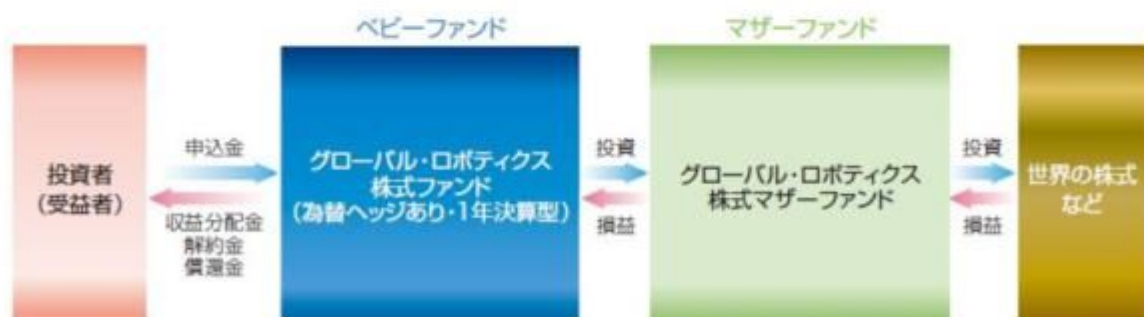 ベビーファンド
マザーファンド
投資者
（受益者）
申込金
収益分配金
解約金
償還金
グローバル・ロボティクス
株式ファンド
（為替ヘッジあり・1年決算型）
投資
損益
グローバル・ロボティクス
株式マザーファンド
投資
損益
世界の株式
など